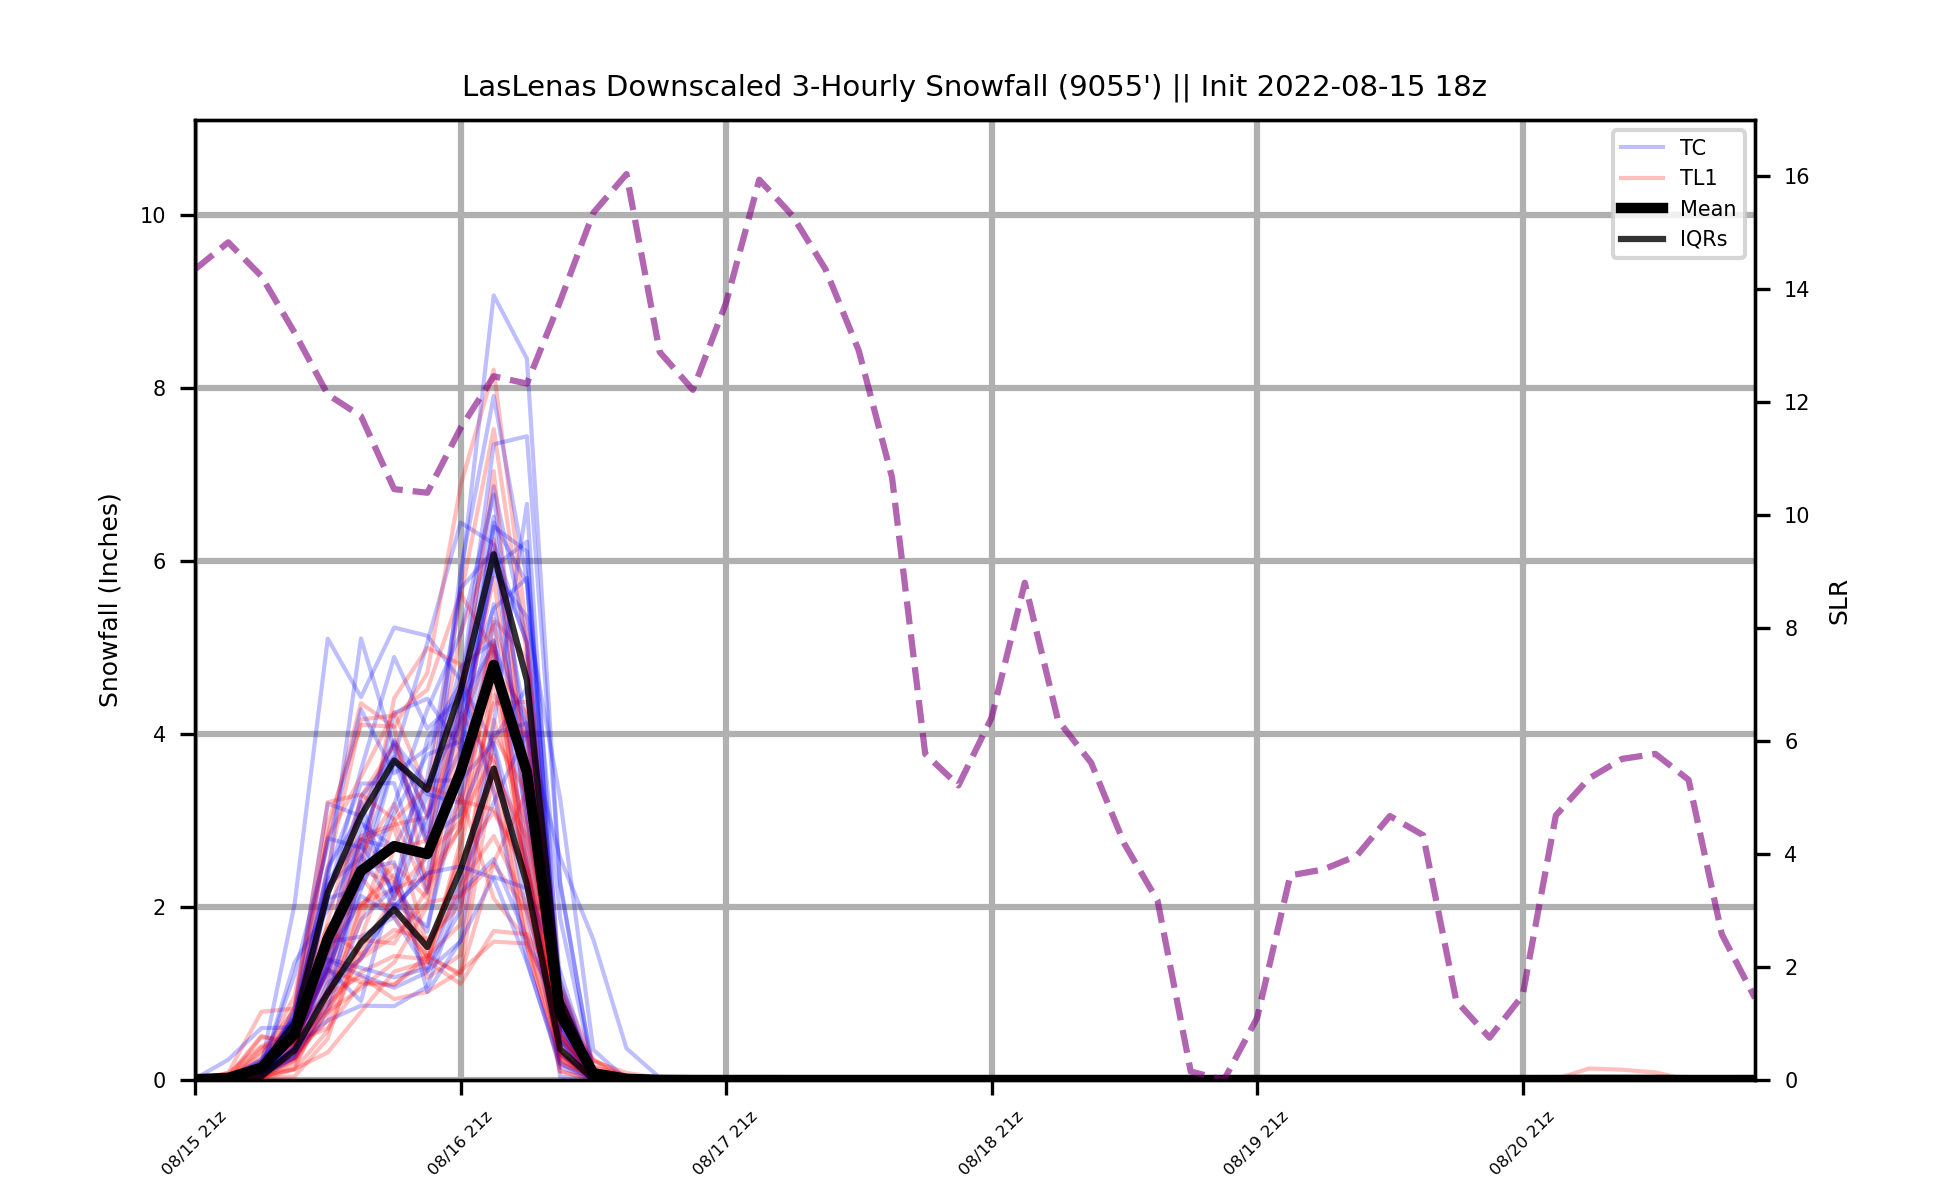 LasLenas Downscaled 3-Hourly Snowfall (9055') || Init 2022-08-15 18z
TC
TL1
Mean
IQRs
Snowfall (Inches)
10
8
6
4
2
0
SLR
16
14
12
10
8
6
4
2
0
08/15 21z
08/16 21z
08/17 21z
08/18 21z
08/19 21z
08/20 21z